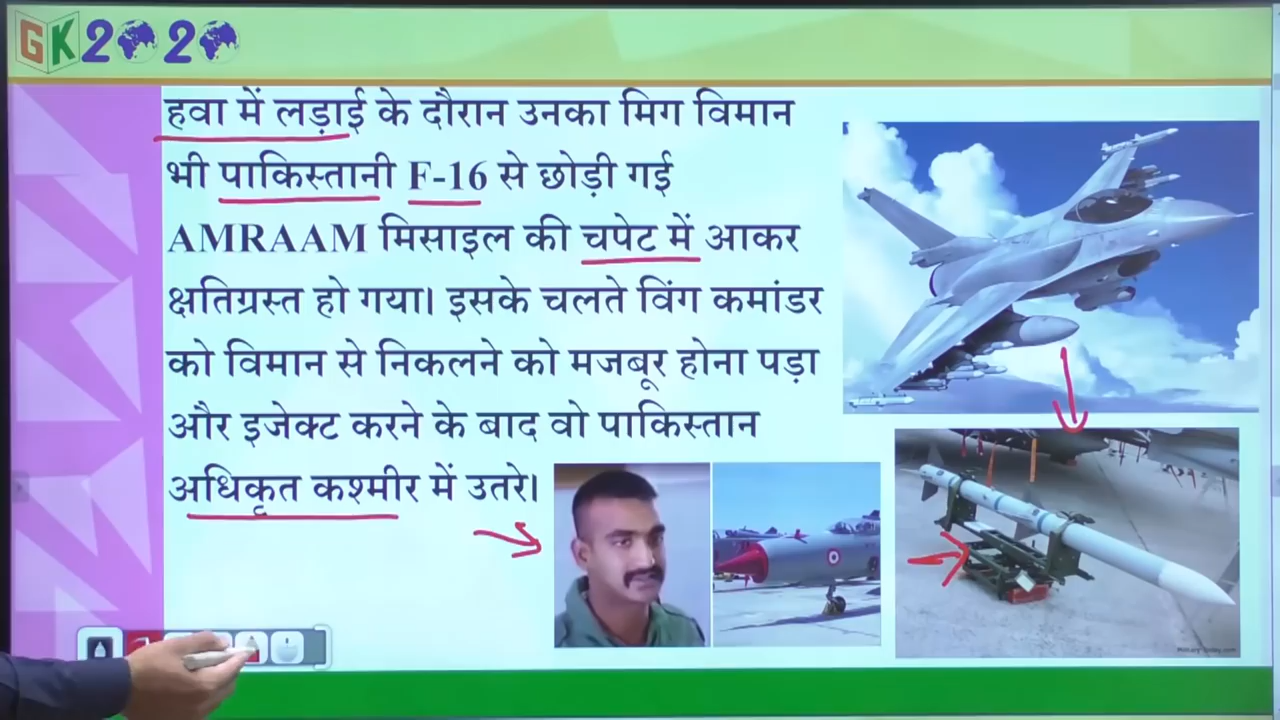 GK2020
हवा में लड़ाई के दौरान उनका मिग विमान
भी पाकिस्तानी F-16 से छोड़ी गई
AMRAAM मिसाइल की चपेट में आकर
क्षतिग्रस्त हो गया। इसके चलते विंग कमांडर
को विमान से निकलने को मजबूर होना पड़ा
और इजेक्ट करने के बाद वो पाकिस्तान
अधिकृत कश्मीर में उतरे।